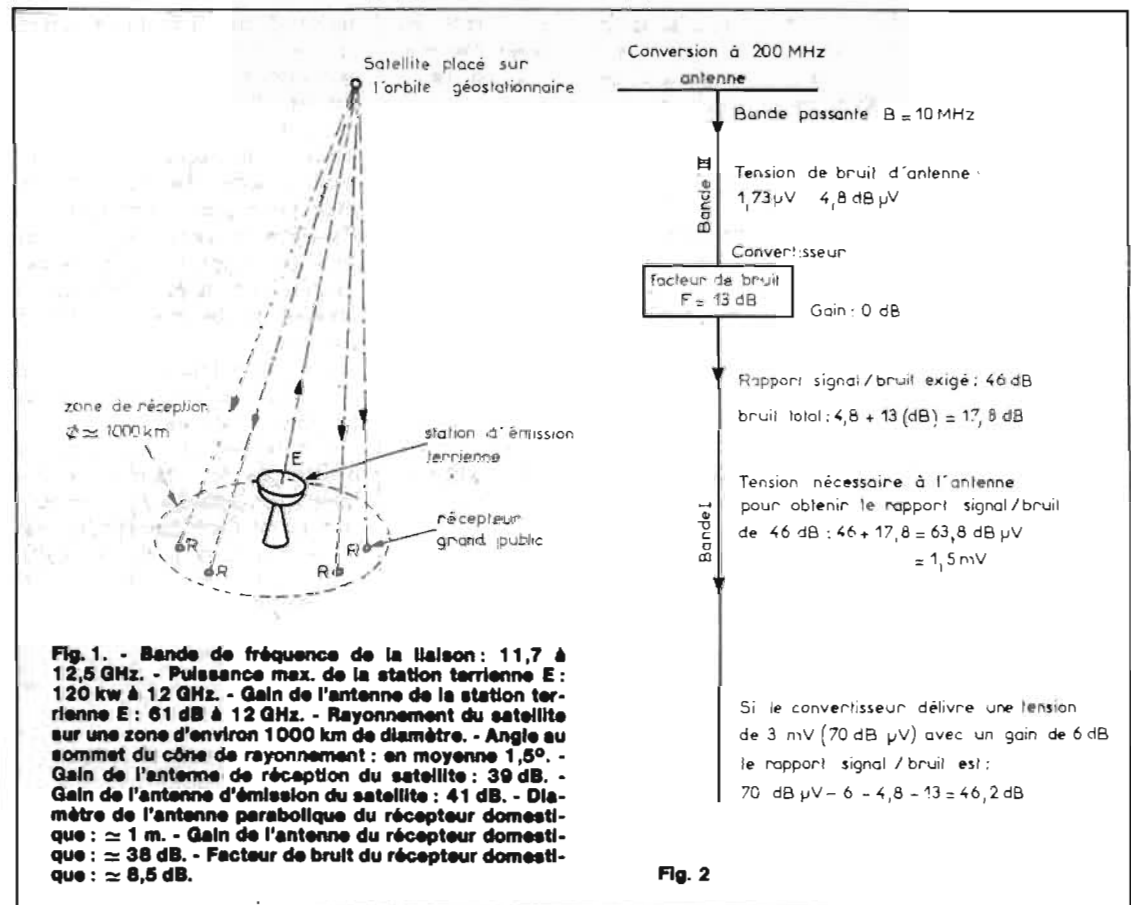 Satellite placé sur
l'orbite géostationnaire
zone de réception
⌀ ≃ 1000 km
E
station d'émission
terrienne
récepteur
grand public
R
R
R
R
Fig. 1. - Bande de fréquence de la liaison : 11,7 à
12,5 GHz. - Puissance max. de la station terrienne E :
120 kw à 12 GHz. - Gain de l'antenne de la station ter-
rienne E : 61 dB à 12 GHz. - Rayonnement du satellite
sur une zone d'environ 1000 km de diamètre. - Angle au
sommet du cône de rayonnement : en moyenne 1,5°. -
Gain de l'antenne de réception du satellite : 39 dB. -
Gain de l'antenne d'émission du satellite : 41 dB. - Dia-
mètre de l'antenne parabolique du récepteur domesti-
que : ≃ 1 m. - Gain de l'antenne du récepteur domesti-
que : ≃ 38 dB. - Facteur de bruit du récepteur domesti-
que : ≃ 8,5 dB.
Conversion à 200 MHz
antenne
Bande passante B = 10 MHz
Bande III
Tension de bruit d'antenne :
1,73 µV 4,8 dB µV
Convertisseur
facteur de bruit
F = 13 dB
Gain : 0 dB
Rapport signal/bruit exigé : 46 dB
bruit total : 4,8 + 13 (dB) = 17,8 dB
Bande I
Tension nécessaire à l'antenne
pour obtenir le rapport signal/bruit
de 46 dB : 46 + 17,8 = 63,8 dB µV
= 1,5 mV
Si le convertisseur délivre une tension
de 3 mV (70 dB µV) avec un gain de 6 dB
le rapport signal / bruit est :
70 dB µV - 6 - 4,8 - 13 = 46,2 dB
Fig. 2